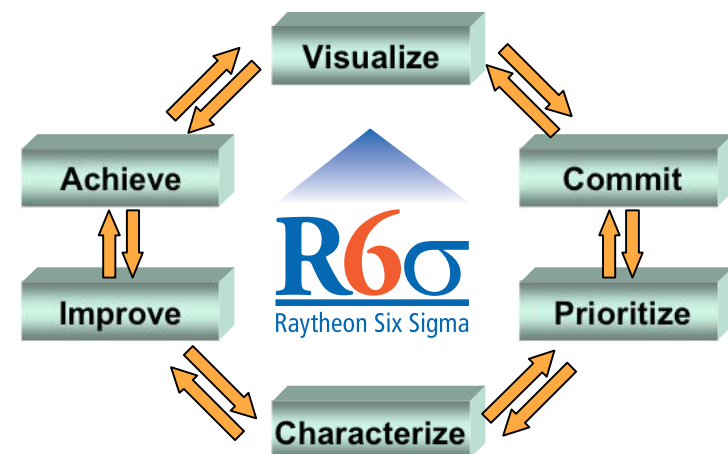 Visualize
Achieve
Commit
R6σ
Raytheon Six Sigma
Improve
Prioritize
Characterize